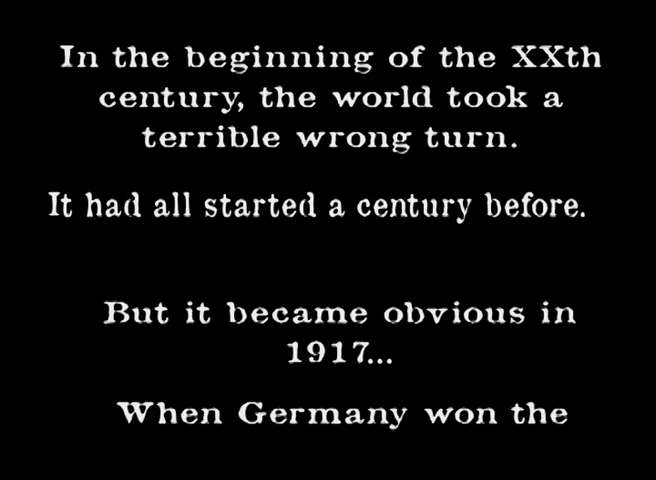 In the beginning of the XXth
century, the world took a
terrible wrong turn.
It had all started a century before.
But it became obvious in
1917...
When Germany won the